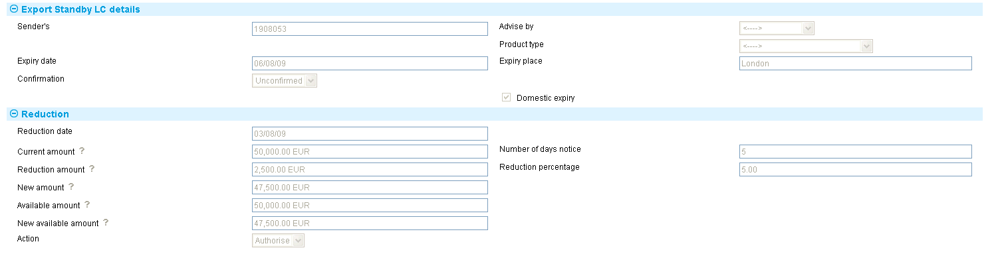 Export Standby LC details
Sender's 1908053 Advise by <---->
Product type <---->
Expiry date 06/08/09 Expiry place London
Confirmation Unconfirmed
Domestic expiry
Reduction
Reduction date 03/08/09
Current amount ? 50,000.00 EUR Number of days notice 5
Reduction amount ? 2,500.00 EUR Reduction percentage 5.00
New amount ? 47,500.00 EUR
Available amount ? 50,000.00 EUR
New available amount ? 47,500.00 EUR
Action Authorise